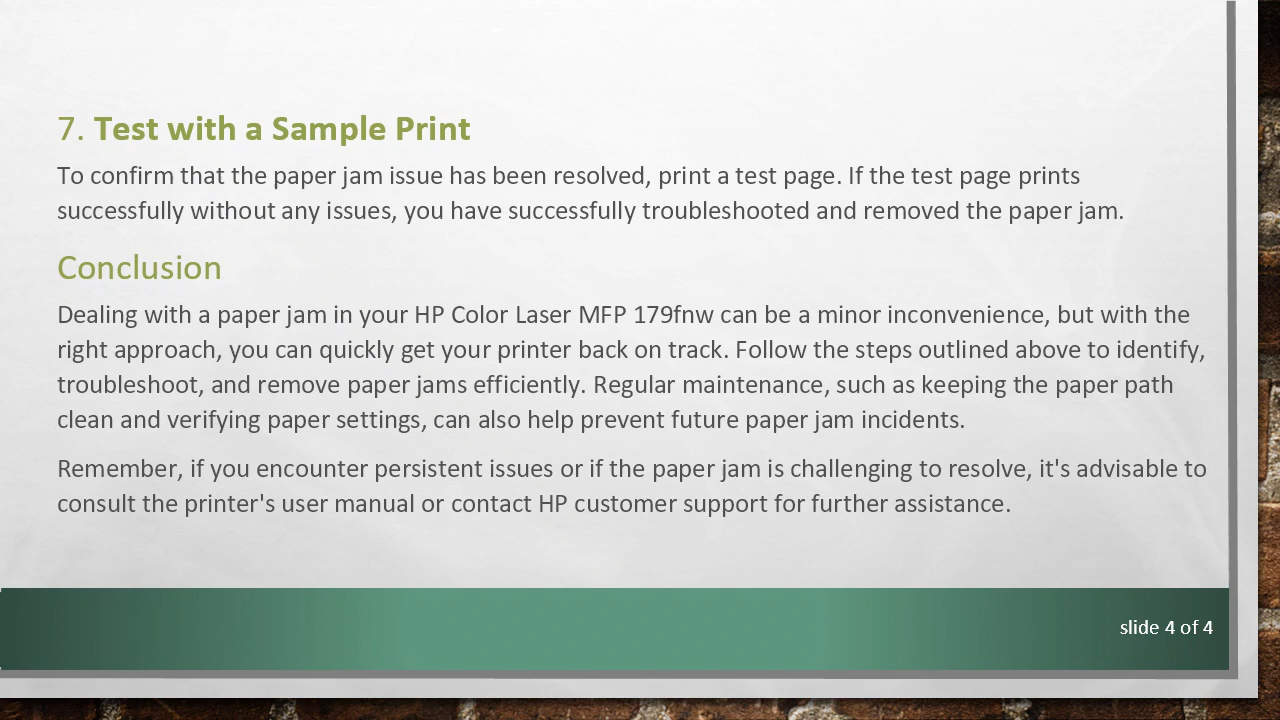 7. Test with a Sample Print
To confirm that the paper jam issue has been resolved, print a test page. If the test page prints
successfully without any issues, you have successfully troubleshooted and removed the paper jam.
Conclusion
Dealing with a paper jam in your HP Color Laser MFP 179fnw can be a minor inconvenience, but with the
right approach, you can quickly get your printer back on track. Follow the steps outlined above to identify,
troubleshoot, and remove paper jams efficiently. Regular maintenance, such as keeping the paper path
clean and verifying paper settings, can also help prevent future paper jam incidents.
Remember, if you encounter persistent issues or if the paper jam is challenging to resolve, it's advisable to
consult the printer's user manual or contact HP customer support for further assistance.
slide 4 of 4